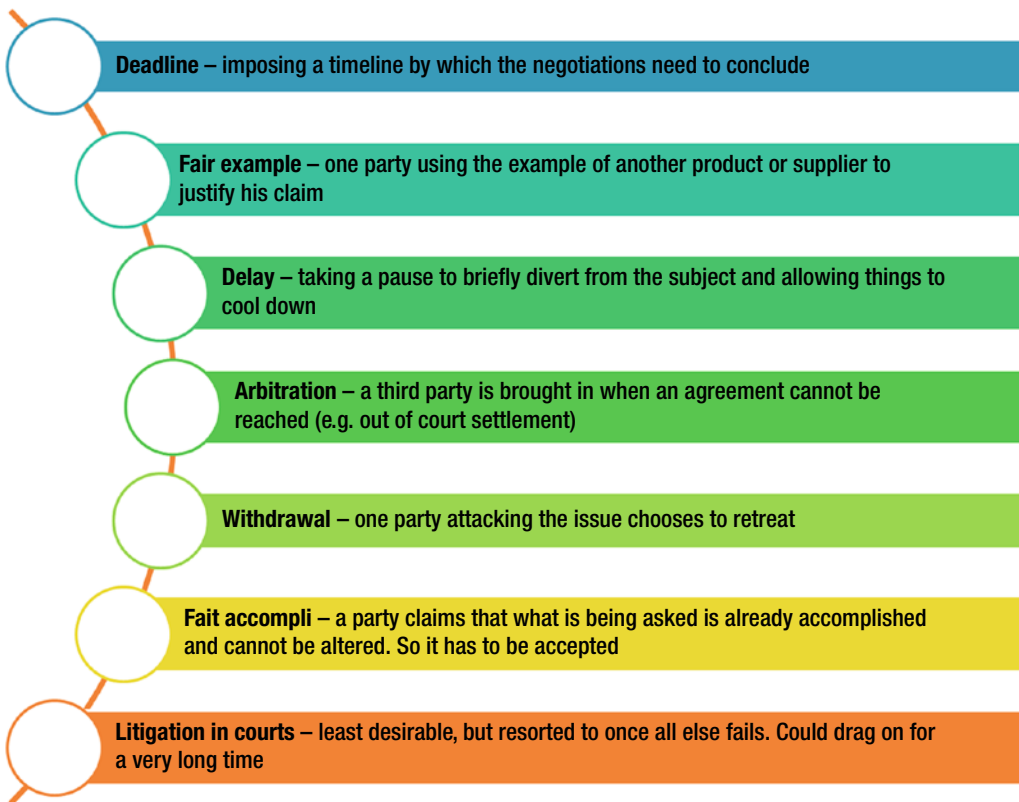 Deadline – imposing a timeline by which the negotiations need to conclude
Fair example – one party using the example of another product or supplier to
justify his claim
Delay – taking a pause to briefly divert from the subject and allowing things to
cool down
Arbitration – a third party is brought in when an agreement cannot be
reached (e.g. out of court settlement)
Withdrawal – one party attacking the issue chooses to retreat
Fait accompli – a party claims that what is being asked is already accomplished
and cannot be altered. So it has to be accepted
Litigation in courts – least desirable, but resorted to once all else fails. Could drag on for
a very long time